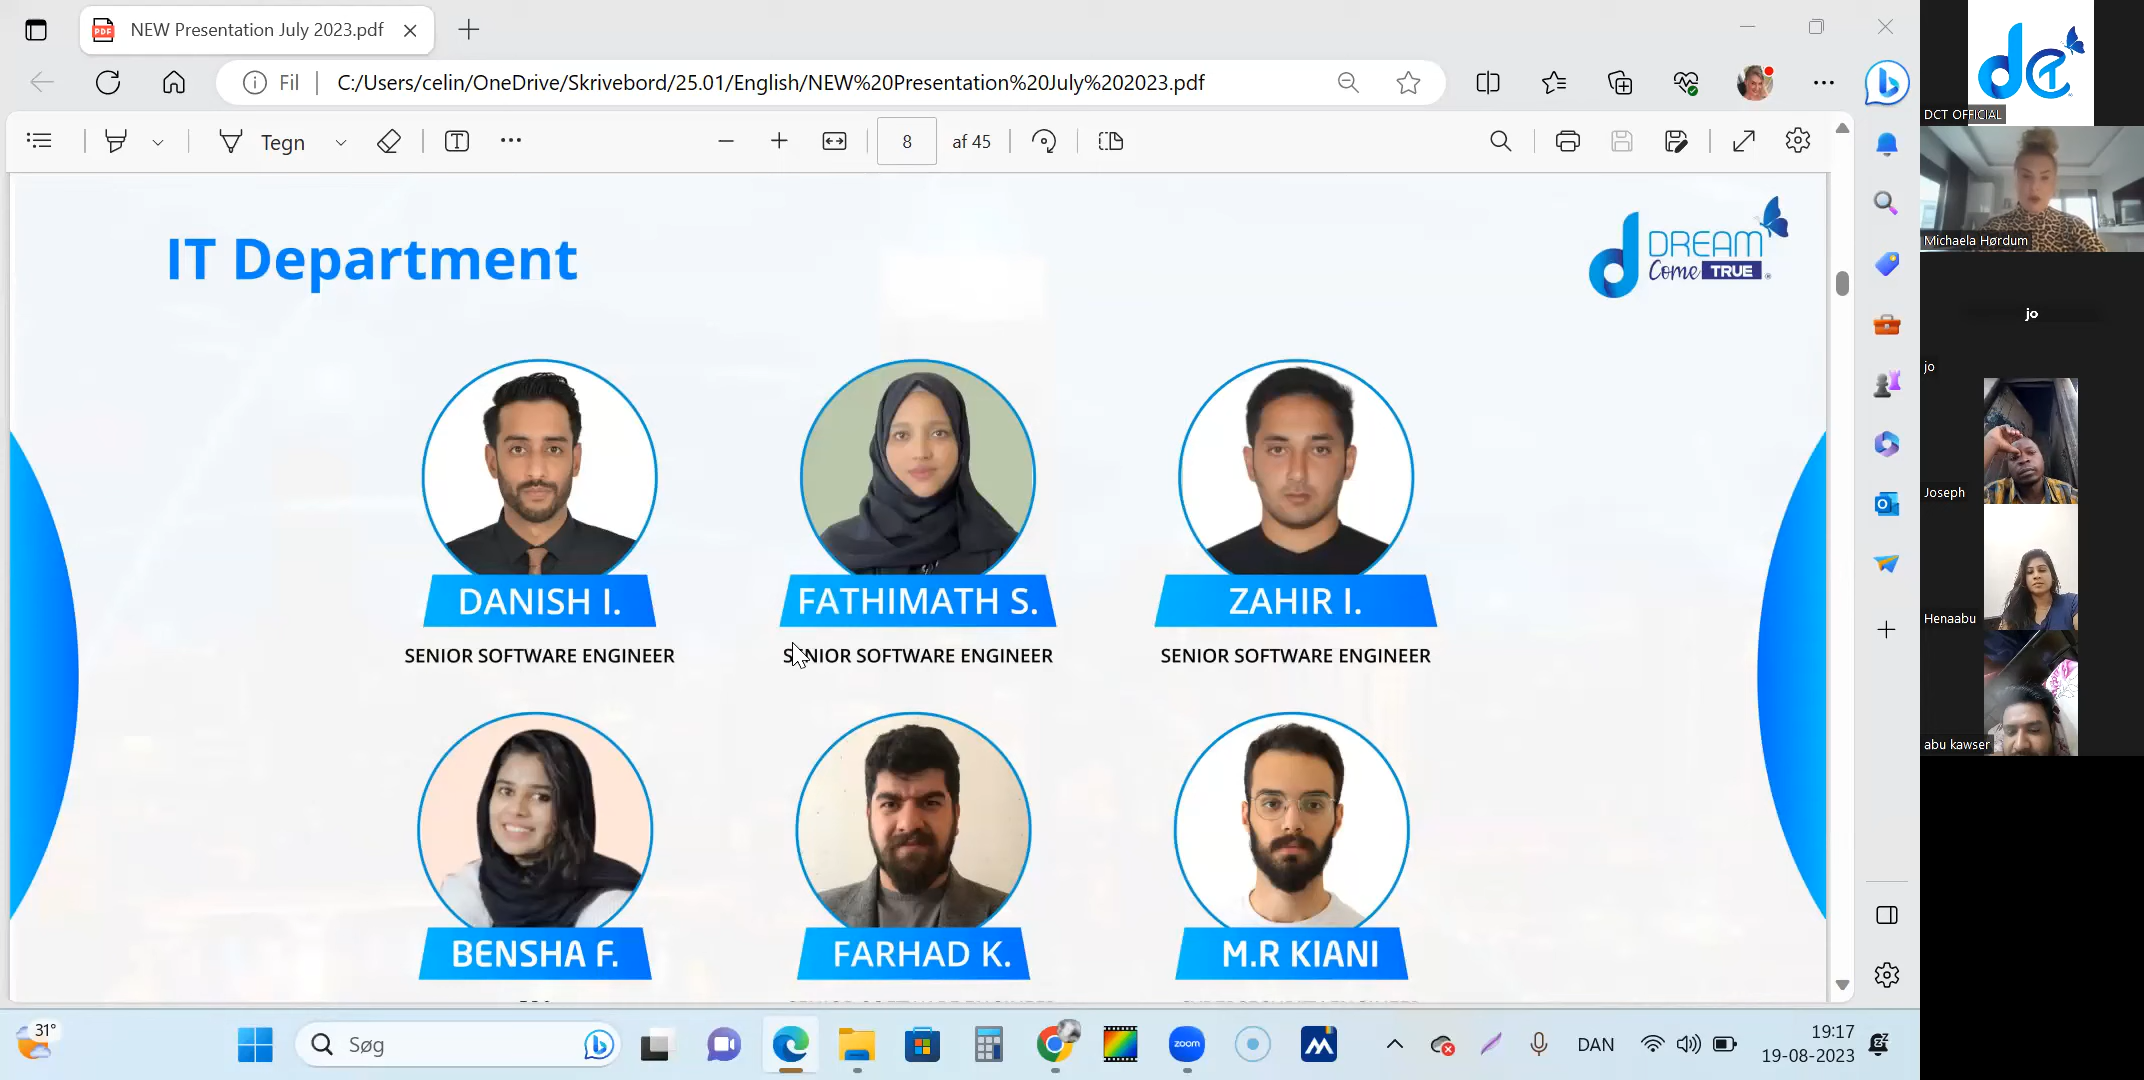 NEW Presentation July 2023.pdf
Fil
C:/Users/celin/OneDrive/Skrivebord/25.01/English/NEW%20Presentation%20July%202023.pdf
Tegn
8 af 45
IT Department
DREAM
Come TRUE
DANISH I.
FATHIMATH S.
ZAHIR I.
SENIOR SOFTWARE ENGINEER
SENIOR SOFTWARE ENGINEER
SENIOR SOFTWARE ENGINEER
BENSHA F.
FARHAD K.
M.R KIANI
DCT OFFICIAL
Michaela Hørdum
jo
jo
Joseph
Henaabu
abu kawser
31°
Søg
zoom
DAN
19:17
19-08-2023